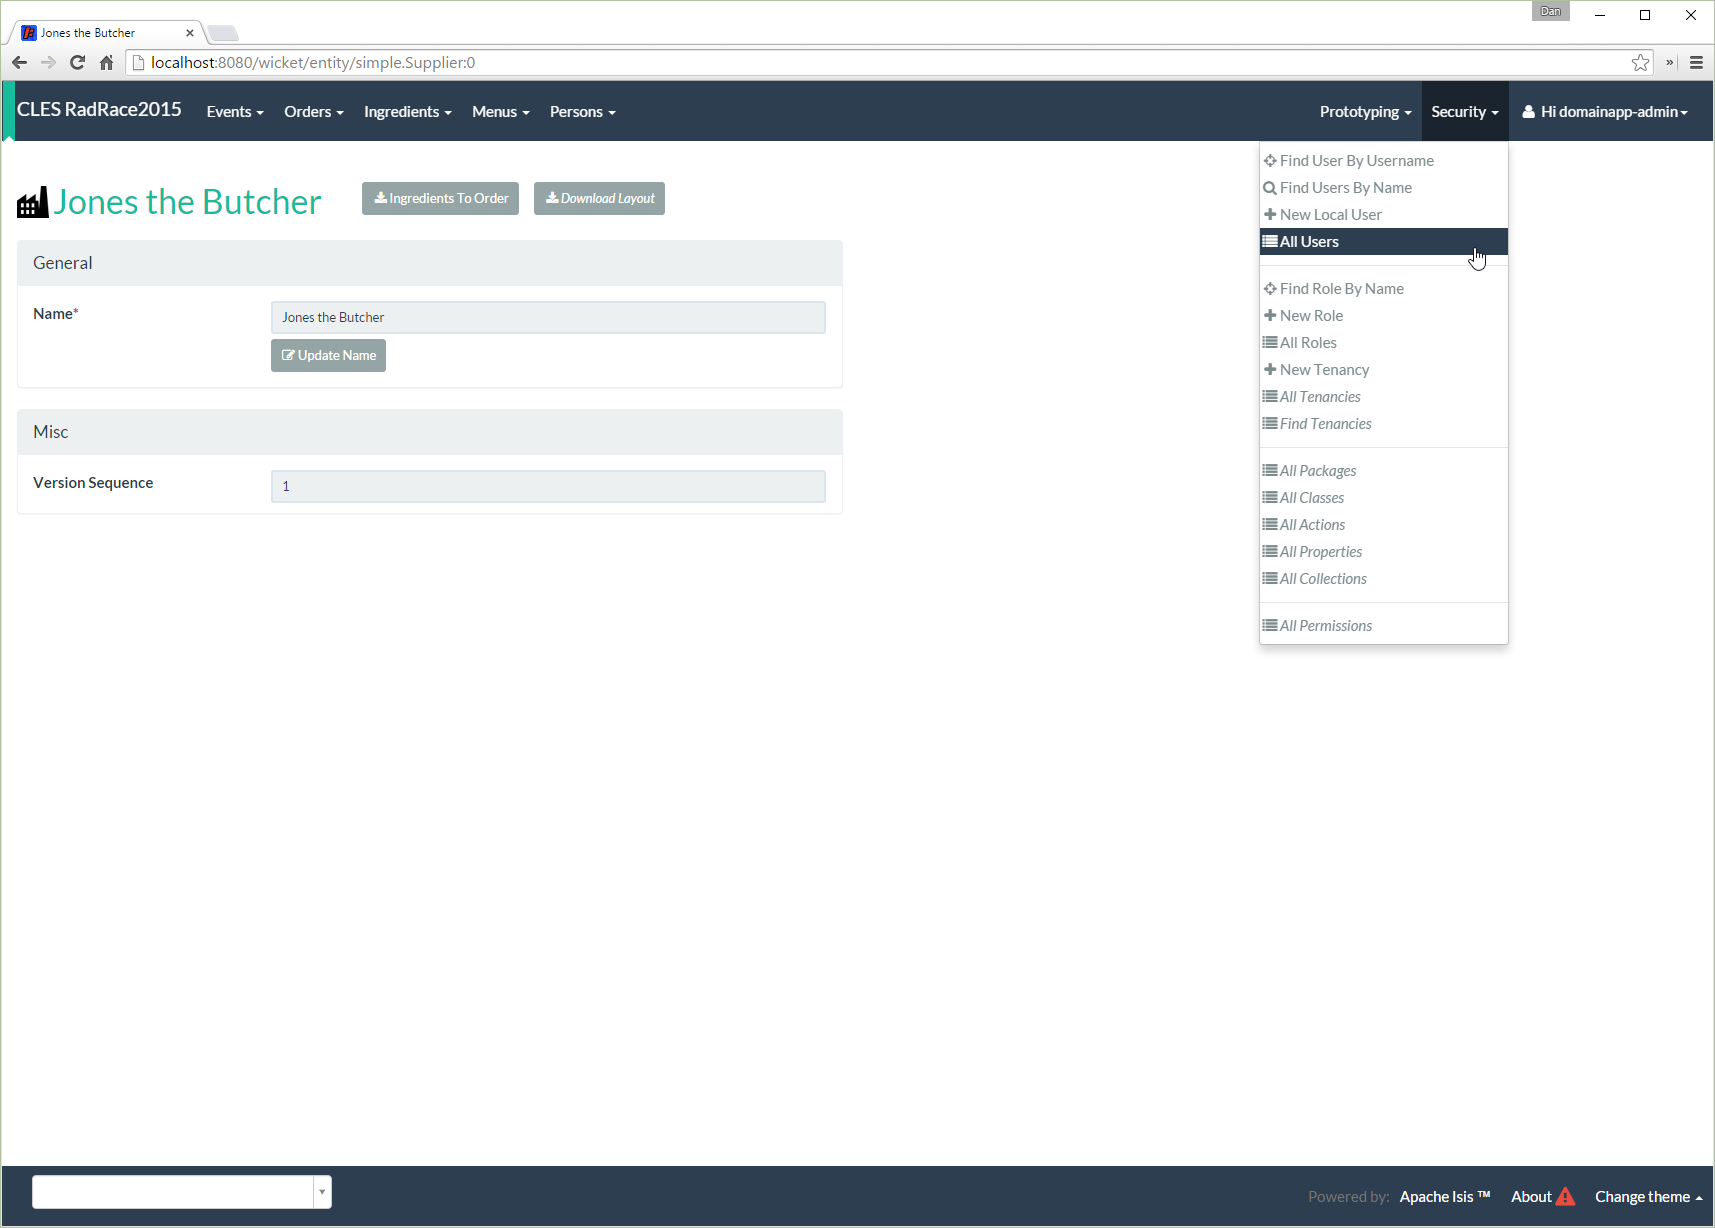 Dan
Jones the Butcher
localhost:8080/wicket/entity/simple.Supplier:0
CLES RadRace2015 Events Orders Ingredients Menus Persons Prototyping Security Hi domainapp-admin
Jones the Butcher Ingredients To Order Download Layout
General
Name* Jones the Butcher
Update Name
Misc
Version Sequence 1
Find User By Username
Find Users By Name
New Local User
All Users
Find Role By Name
New Role
All Roles
New Tenancy
All Tenancies
Find Tenancies
All Packages
All Classes
All Actions
All Properties
All Collections
All Permissions
Powered by: Apache Isis ™ About Change theme